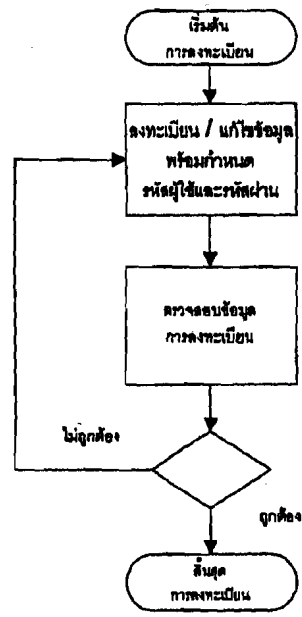 เริ่มต้น
การลงทะเบียน
ลงทะเบียน / แก้ไขข้อมูล
พร้อมกำหนด
รหัสผู้ใช้และรหัสผ่าน
ตรวจสอบข้อมูล
การลงทะเบียน
ไม่ถูกต้อง
ถูกต้อง
สิ้นสุด
การลงทะเบียน